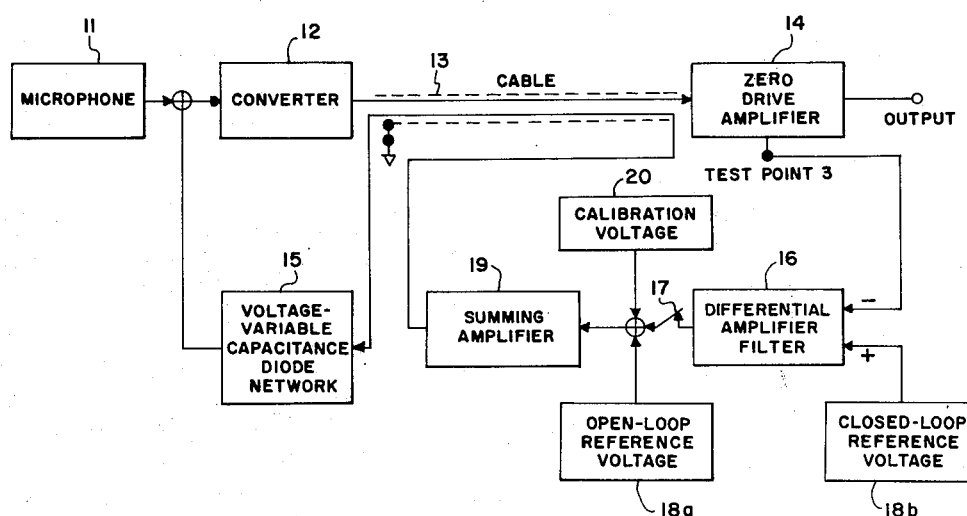 11
MICROPHONE
12
CONVERTER
13
CABLE
14
ZERO
DRIVE
AMPLIFIER
OUTPUT
TEST POINT 3
20
CALIBRATION
VOLTAGE
15
VOLTAGE-
VARIABLE
CAPACITANCE
DIODE
NETWORK
19
SUMMING
AMPLIFIER
17
16
DIFFERENTIAL
AMPLIFIER
FILTER
−
+
OPEN-LOOP
REFERENCE
VOLTAGE
18a
CLOSED-LOOP
REFERENCE
VOLTAGE
18b